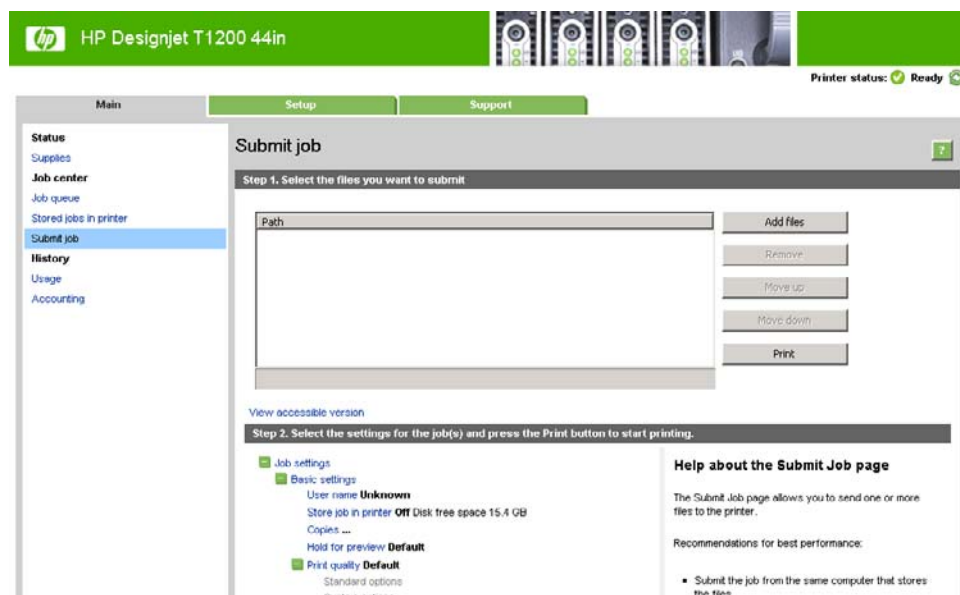 hp HP Designjet T1200 44in
Printer status: Ready
Main Setup Support
Status
Supplies
Job center
Job queue
Stored jobs in printer
Submit job
History
Usage
Accounting
Submit job
?
Step 1. Select the files you want to submit
Path
Add files
Remove
Move up
Move down
Print
View accessible version
Step 2. Select the settings for the job(s) and press the Print button to start printing.
Job settings
Basic settings
User name Unknown
Store job in printer Off Disk free space 15.4 GB
Copies ...
Hold for preview Default
Print quality Default
Standard options
Help about the Submit Job page
The Submit Job page allows you to send one or more
files to the printer.
Recommendations for best performance:
▪ Submit the job from the same computer that stores
the files